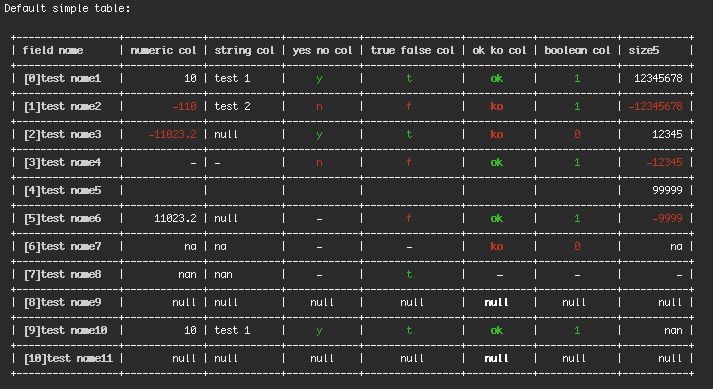 Default simple table:
| field name | numeric col | string col | yes no col | true false col | ok ko col | boolean col | size5 |
| [0]test name1 | 10 | test 1 | y | t | ok | 1 | 12345678 |
| [1]test name2 | -110 | test 2 | n | f | ko | 1 | -12345678 |
| [2]test name3 | -11023.2 | null | y | t | ko | 0 | 12345 |
| [3]test name4 | - | - | n | f | ok | 1 | -12345 |
| [4]test name5 | | | | | | | 99999 |
| [5]test name6 | 11023.2 | null | - | f | ok | 1 | -9999 |
| [6]test name7 | na | na | - | - | ko | 0 | na |
| [7]test name8 | nan | nan | - | t | - | - | - |
| [8]test name9 | null | null | null | null | null | null | null |
| [9]test name10 | 10 | test 1 | y | t | ok | 1 | nan |
| [10]test name11 | null | null | null | null | null | null | null |